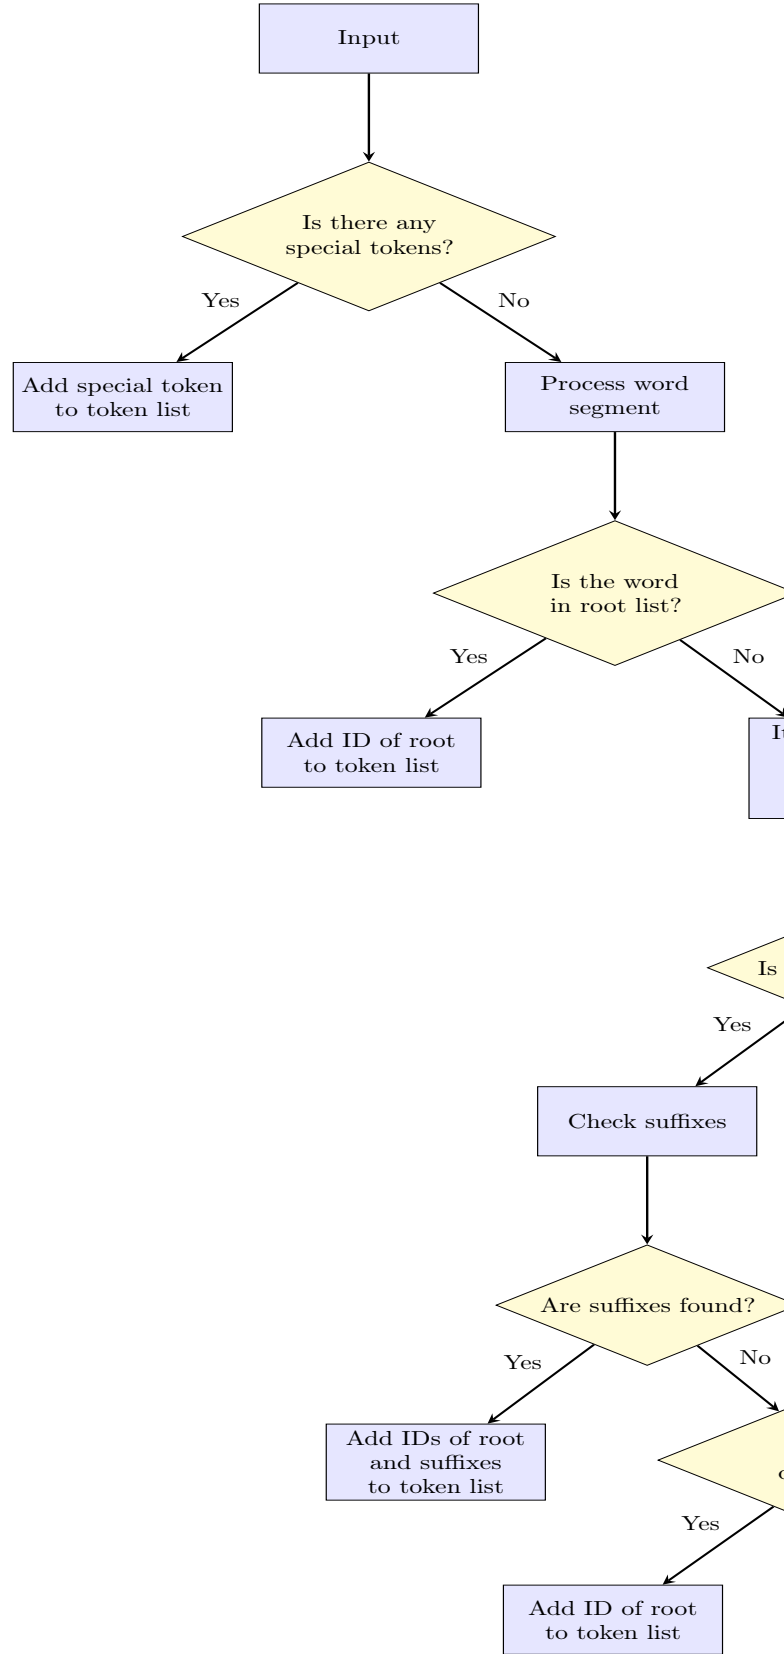 Input
Is there any
special tokens?
Yes
No
Add special token
to token list
Process word
segment
Is the word
in root list?
Yes
No
Add ID of root
to token list
Is
Yes
Check suffixes
Are suffixes found?
Yes
No
Add IDs of root
and suffixes
to token list
Yes
Add ID of root
to token list